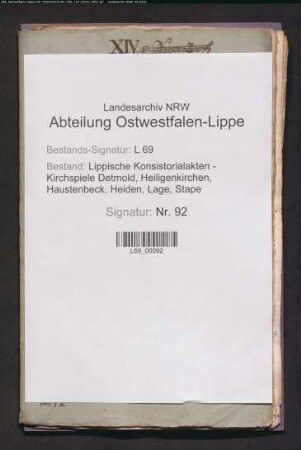 XIV
Landesarchiv NRW
Abteilung Ostwestfalen-Lippe
Bestands-Signatur: L 69
Bestand: Lippische Konsistorialakten -
Kirchspiele Detmold, Heiligenkirchen,
Haustenbeck, Heiden, Lage, Stape
Signatur: Nr. 92
L69_00092